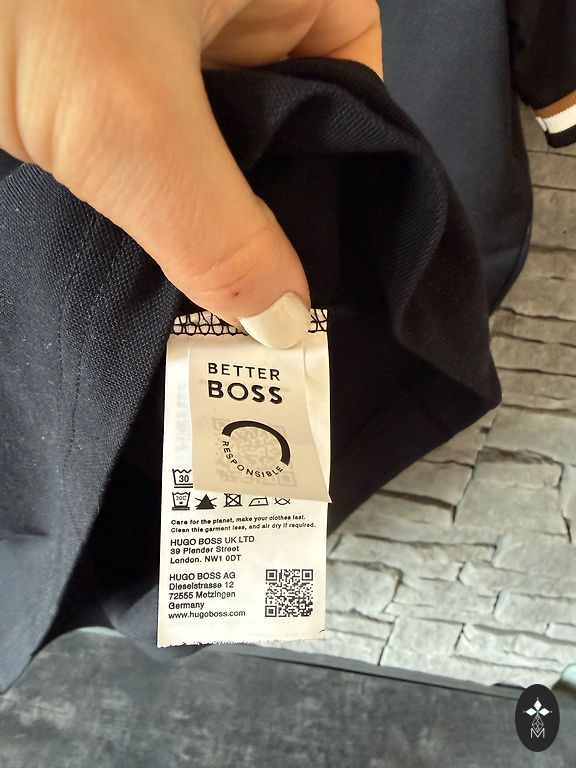 BETTER
BOSS
RESPONSIBLE
30
30C
Care for the planet, make your clothes last.
Clean this garment less, and air dry if required.
HUGO BOSS UK LTD
39 Plender Street
London. NW1 0DT
HUGO BOSS AG
Dieselstrasse 12
72555 Metzingen
Germany
www.hugoboss.com
M